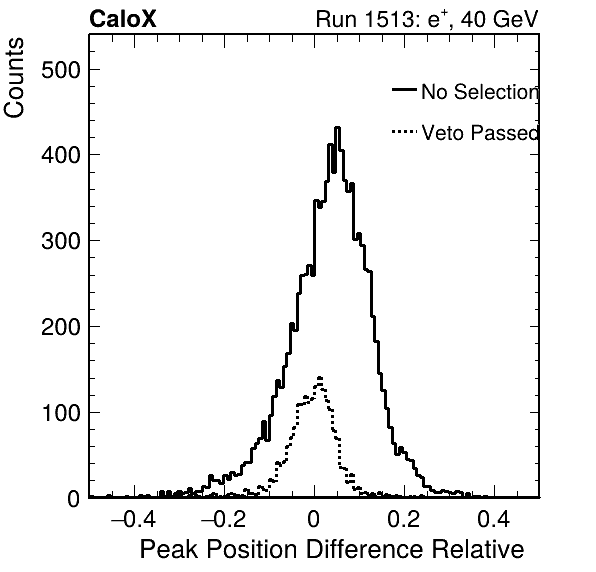 CaloX Run 1513: e⁺, 40 GeV
Counts
500
400
300
200
100
0
No Selection
Veto Passed
−0.4 −0.2 0 0.2 0.4
Peak Position Difference Relative